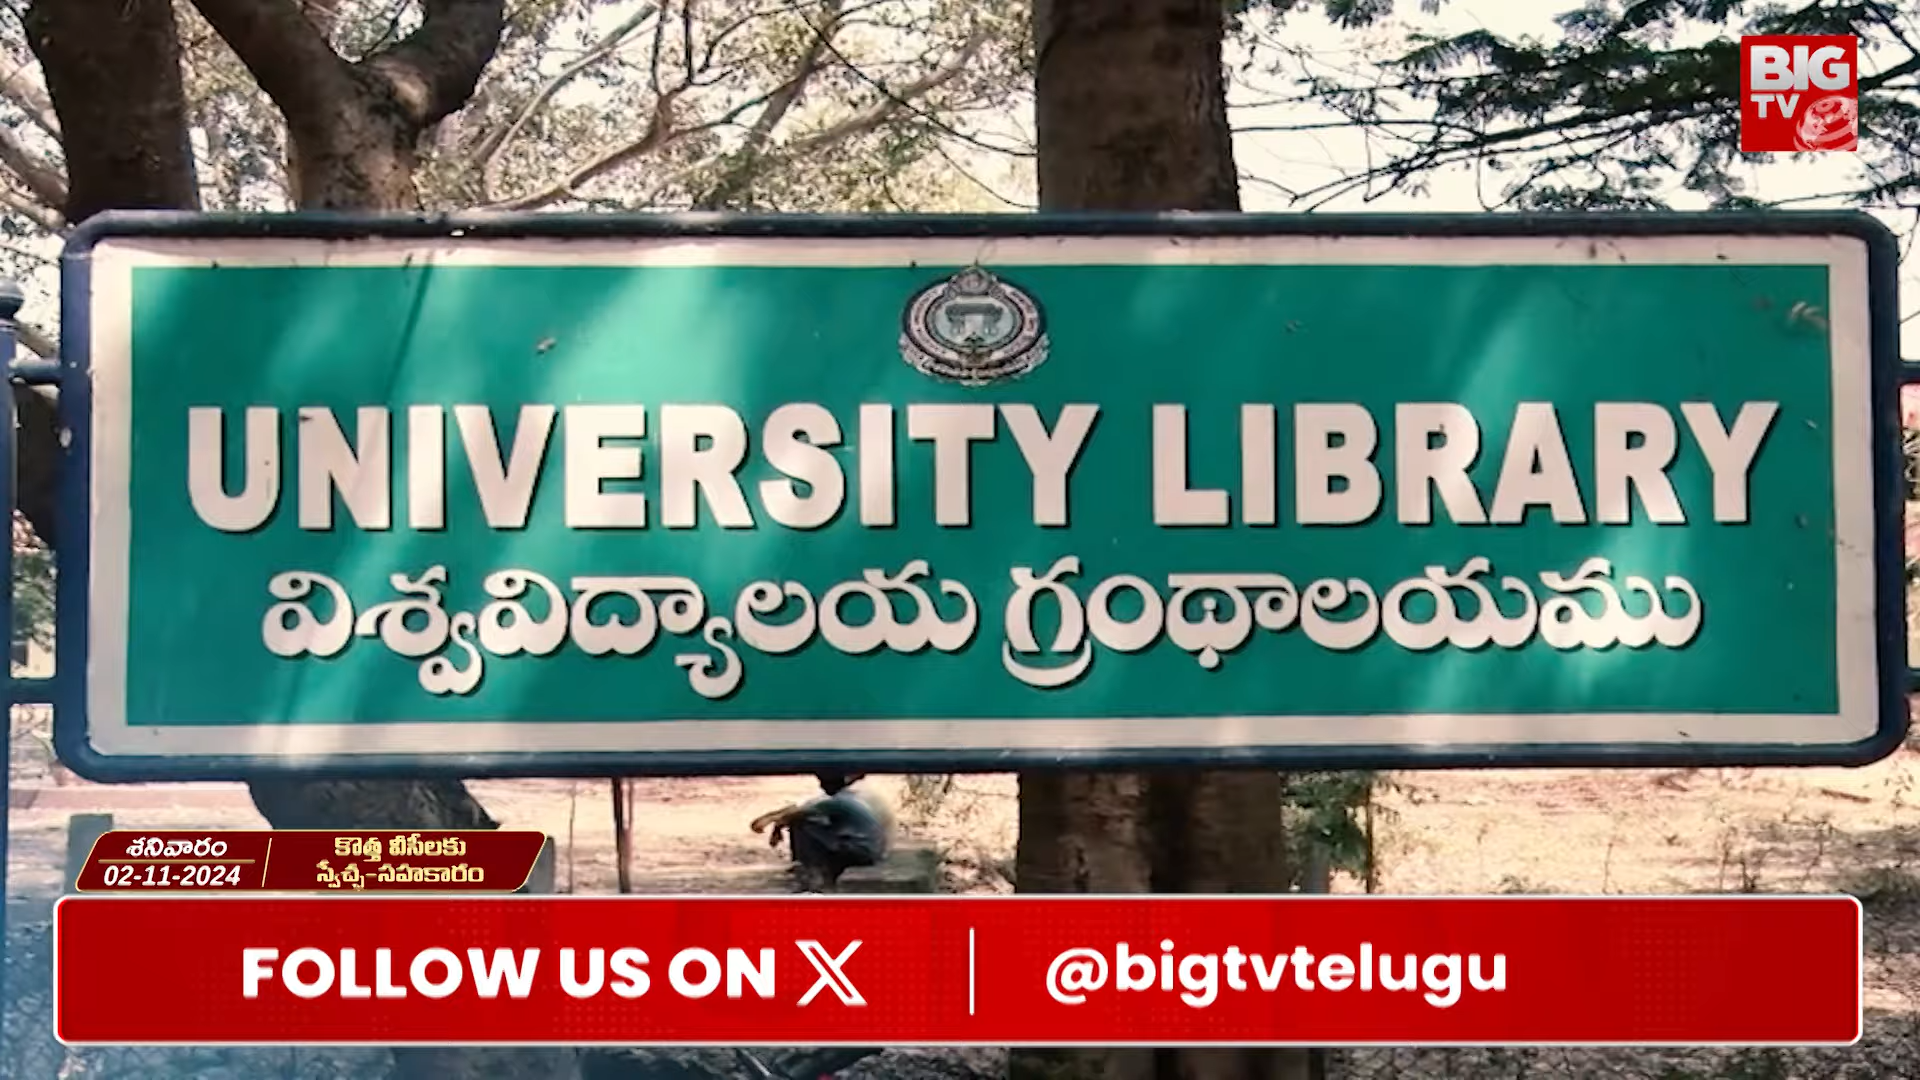 BIG
TV
UNIVERSITY LIBRARY
విశ్వవిద్యాలయ గ్రంథాలయము
శనివారం
02-11-2024
కొత్త వీసీలకు
స్వేచ్ఛ-సహకారం
FOLLOW US ON X
@bigtvtelugu